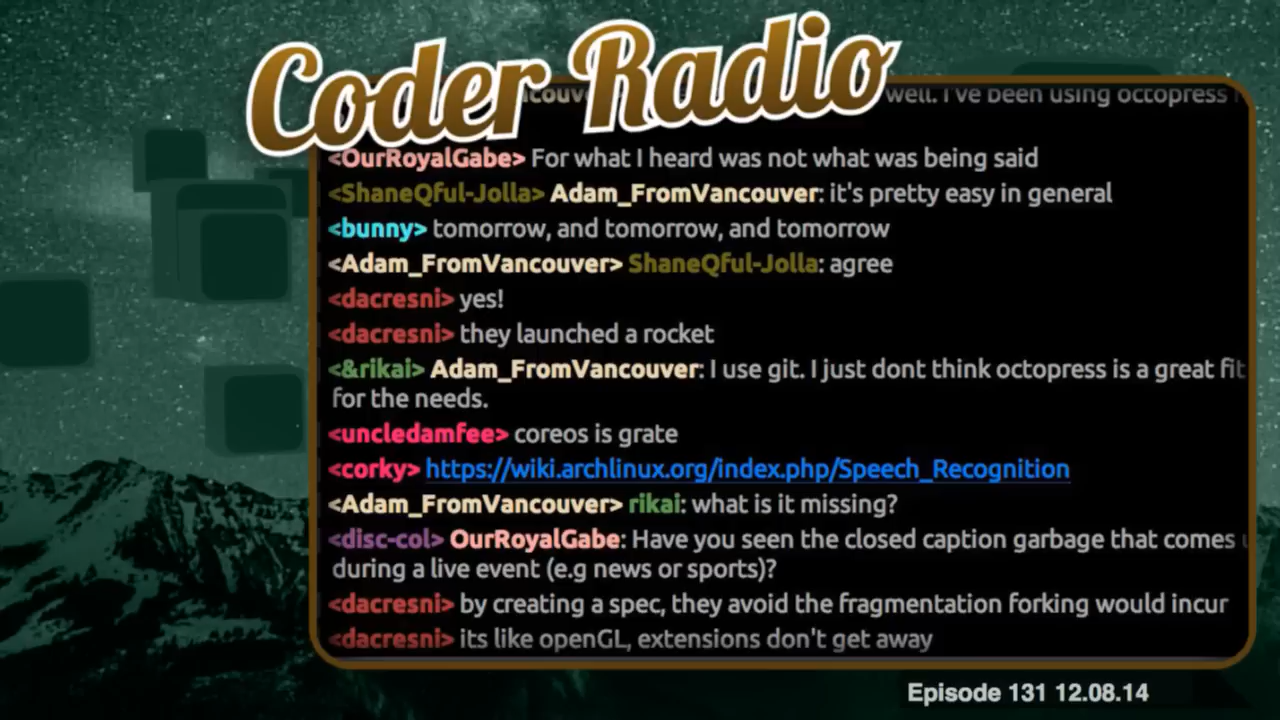 Coder Radio
well. I've been using octopress
<OurRoyalGabe> For what I heard was not what was being said
<ShaneQful-Jolla> Adam_FromVancouver: it's pretty easy in general
<bunny> tomorrow, and tomorrow, and tomorrow
<Adam_FromVancouver> ShaneQful-Jolla: agree
<dacresni> yes!
<dacresni> they launched a rocket
<&rikai> Adam_FromVancouver: I use git. I just dont think octopress is a great fit
for the needs.
<uncledamfee> coreos is grate
<corky> https://wiki.archlinux.org/index.php/Speech_Recognition
<Adam_FromVancouver> rikai: what is it missing?
<disc-col> OurRoyalGabe: Have you seen the closed caption garbage that comes
during a live event (e.g news or sports)?
<dacresni> by creating a spec, they avoid the fragmentation forking would incur
<dacresni> its like openGL, extensions don't get away
Episode 131 12.08.14